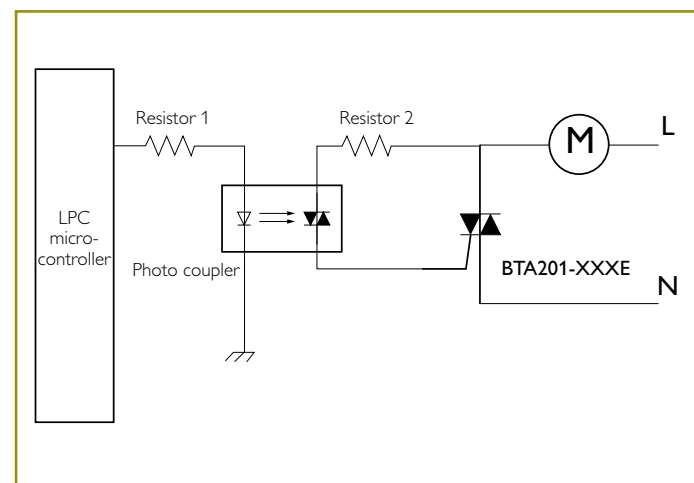 Resistor 1
Resistor 2
M
L
LPC
micro-
controller
Photo coupler
BTA201-XXXE
N